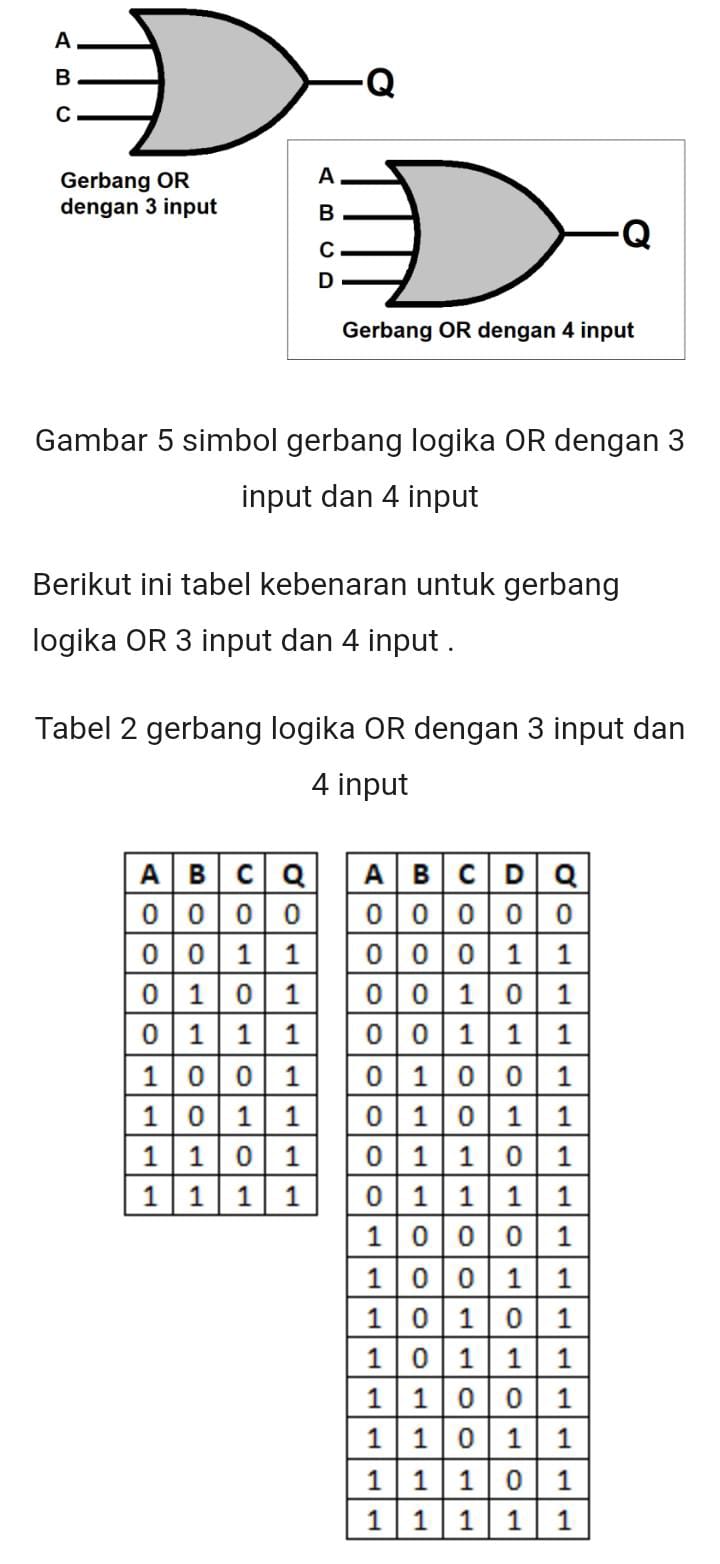 A
B
C
Q
Gerbang OR
dengan 3 input
A
B
C
D
Q
Gerbang OR dengan 4 input
Gambar 5 simbol gerbang logika OR dengan 3
input dan 4 input
Berikut ini tabel kebenaran untuk gerbang
logika OR 3 input dan 4 input .
Tabel 2 gerbang logika OR dengan 3 input dan
4 input
A B C Q
0 0 0 0
0 0 1 1
0 1 0 1
0 1 1 1
1 0 0 1
1 0 1 1
1 1 0 1
1 1 1 1
A B C D Q
0 0 0 0 0
0 0 0 1 1
0 0 1 0 1
0 0 1 1 1
0 1 0 0 1
0 1 0 1 1
0 1 1 0 1
0 1 1 1 1
1 0 0 0 1
1 0 0 1 1
1 0 1 0 1
1 0 1 1 1
1 1 0 0 1
1 1 0 1 1
1 1 1 0 1
1 1 1 1 1